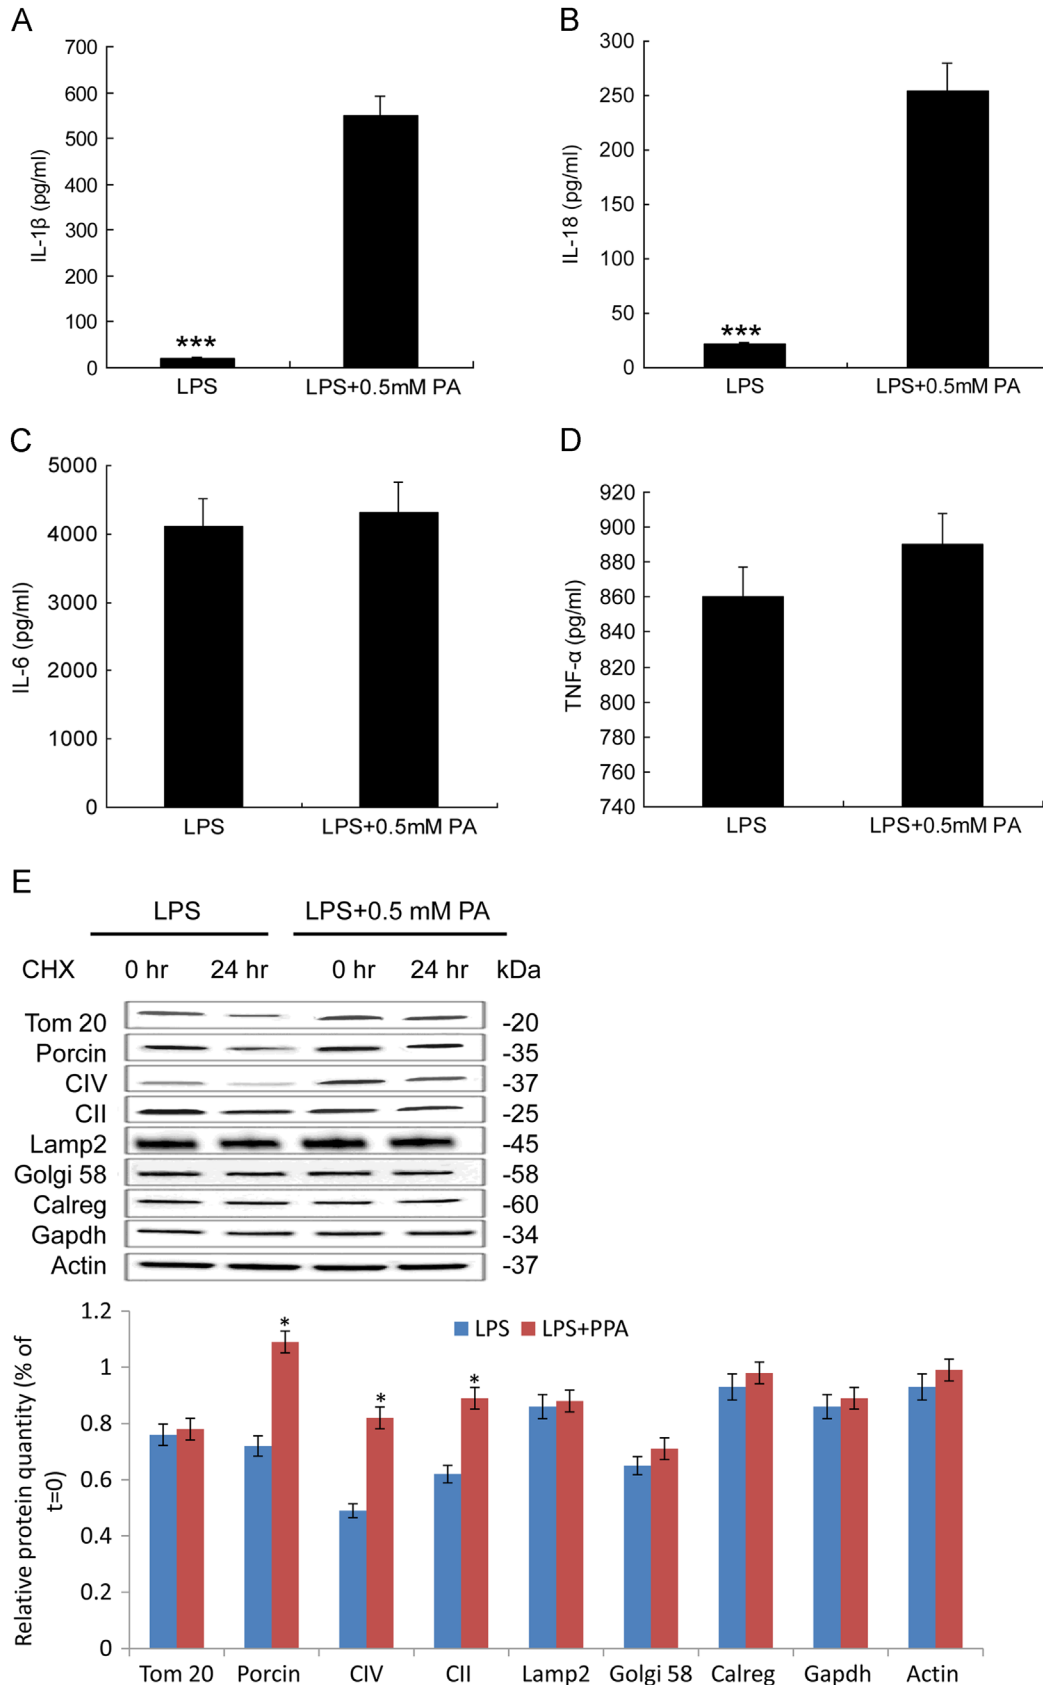 A
700
600
500
400
300
200
100
0
IL-1β (pg/ml)
***
LPS
LPS+0.5mM PA
B
300
250
200
150
100
50
0
IL-18 (pg/ml)
***
LPS
LPS+0.5mM PA
C
5000
4000
3000
2000
1000
0
IL-6 (pg/ml)
LPS
LPS+0.5mM PA
D
920
900
880
860
840
820
800
780
760
740
TNF-α (pg/ml)
LPS
LPS+0.5mM PA
E
LPS LPS+0.5 mM PA
CHX 0 hr 24 hr 0 hr 24 hr kDa
Tom 20 -20
Porcin -35
CIV -37
CII -25
Lamp2 -45
Golgi 58 -58
Calreg -60
Gapdh -34
Actin -37
1.2
1
0.8
0.6
0.4
0.2
0
Relative protein quantity (% of
t=0)
LPS LPS+PPA
* * *
Tom 20 Porcin CIV CII Lamp2 Golgi 58 Calreg Gapdh Actin